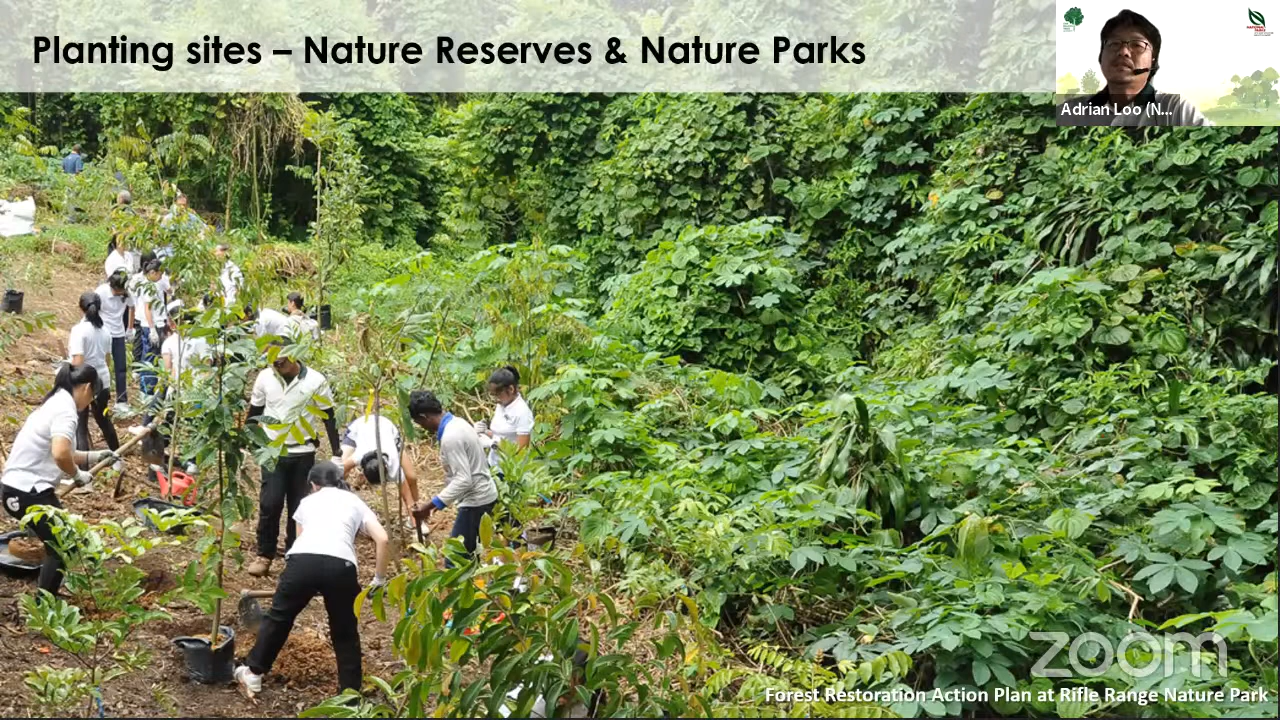 Planting sites – Nature Reserves & Nature Parks
Adrian Loo (N...
zoom
Forest Restoration Action Plan at Rifle Range Nature Park